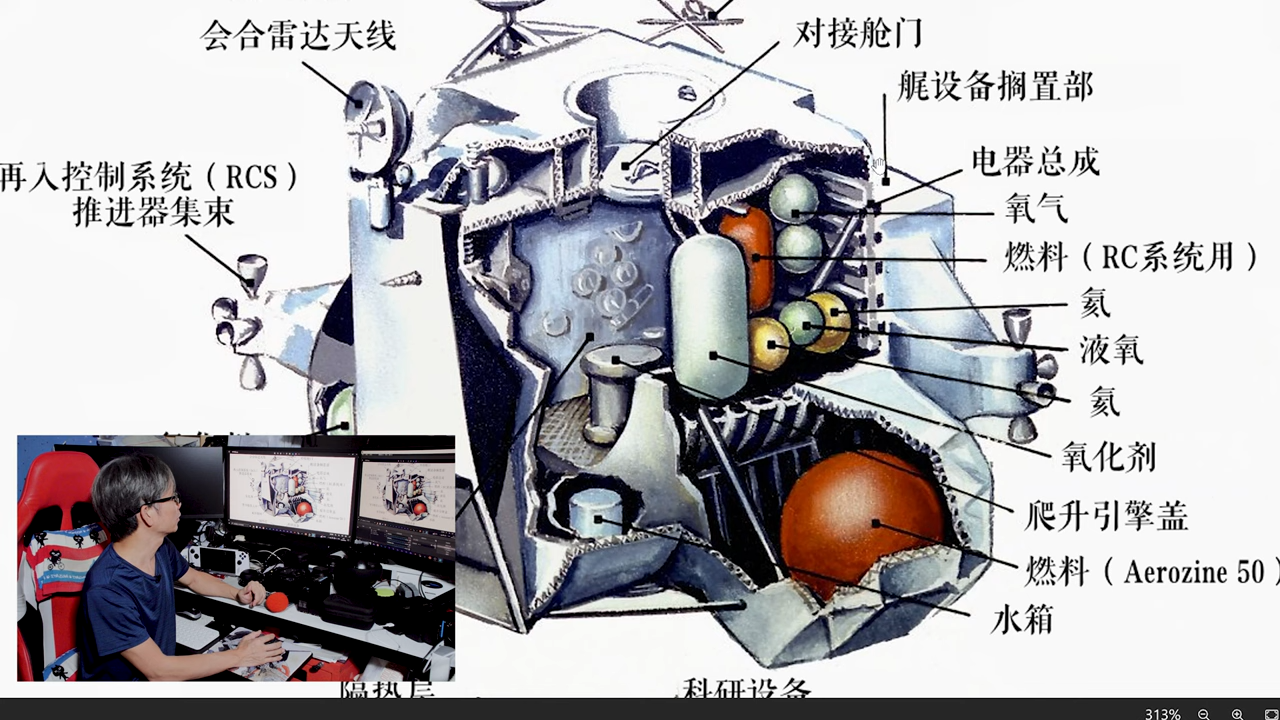 会合雷达天线
对接舱门
艉设备搁置部
再入控制系统（RCS）
推进器集束
电器总成
氧气
燃料（RC系统用）
氦
液氧
氦
氧化剂
爬升引擎盖
燃料（Aerozine 50）
水箱
隔热层
科研设备
313%